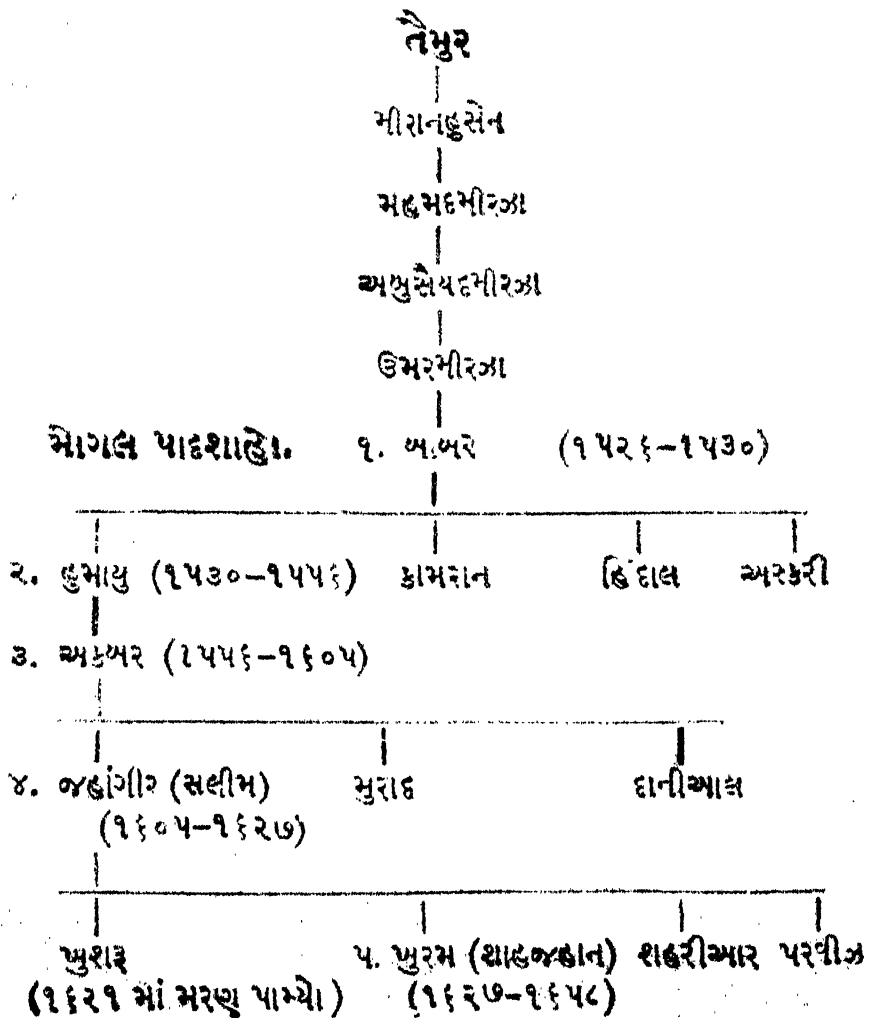 તૈમુર
મીરાનહુસેન
મહમદમીરઝા
અબુસૈયદમીરઝા
ઉમરમીરઝા
મોગલ પાદશાહો. ૧. બાબર (૧૫૨૬–૧૫૩૦)
૨. હુમાયુ (૧૫૩૦–૧૫૫૬) કામરાન હિંદાલ અસ્કરી
૩. અકબર (૧૫૫૬–૧૬૦૫)
૪. જહાંગીર (સલીમ) મુરાદ દાનીઆલ
(૧૬૦૫–૧૬૨૭)
ખુશરૂ ૫. ખુરમ (શાહજહાન) શહરીઆર પરવીઝ
(૧૬૨૧ માં મરણ પામ્યો) (૧૬૨૭–૧૬૫૮)